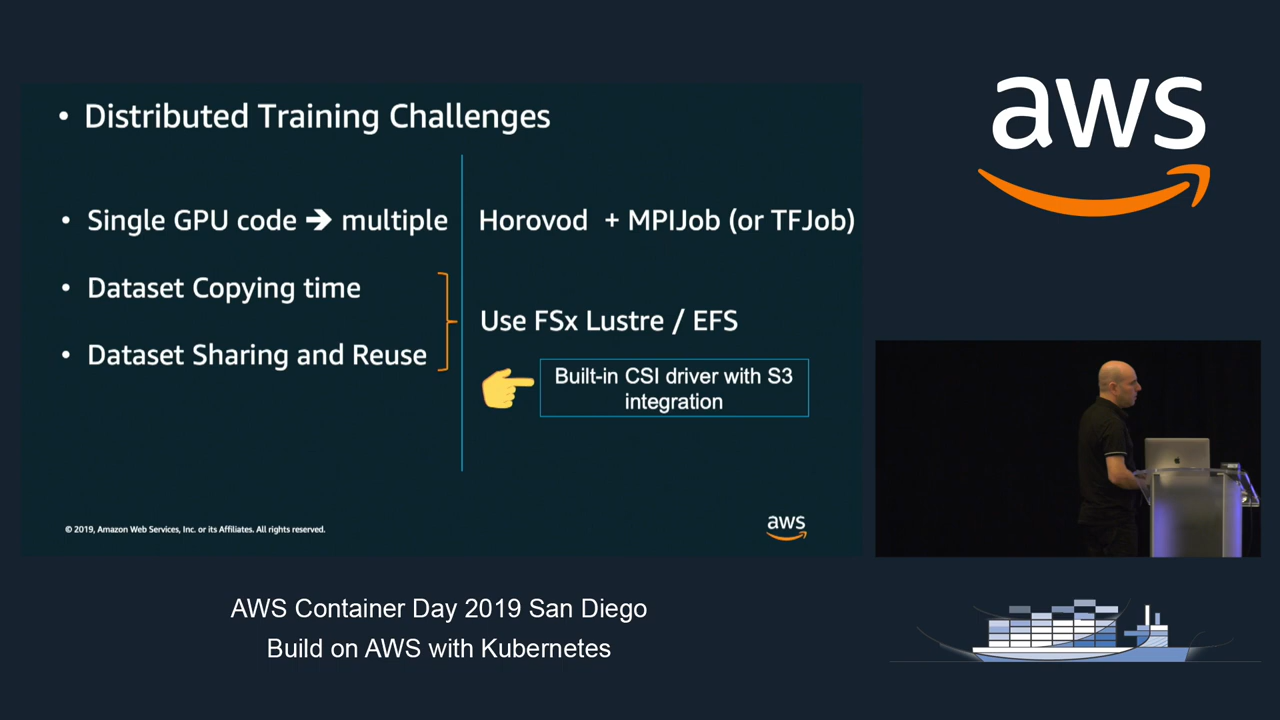 • Distributed Training Challenges
• Single GPU code ➔ multiple
Horovod + MPIJob (or TFJob)
• Dataset Copying time
• Dataset Sharing and Reuse
Use FSx Lustre / EFS
Built-in CSI driver with S3
integration
© 2019, Amazon Web Services, Inc. or its Affiliates. All rights reserved.
aws
aws
AWS Container Day 2019 San Diego
Build on AWS with Kubernetes